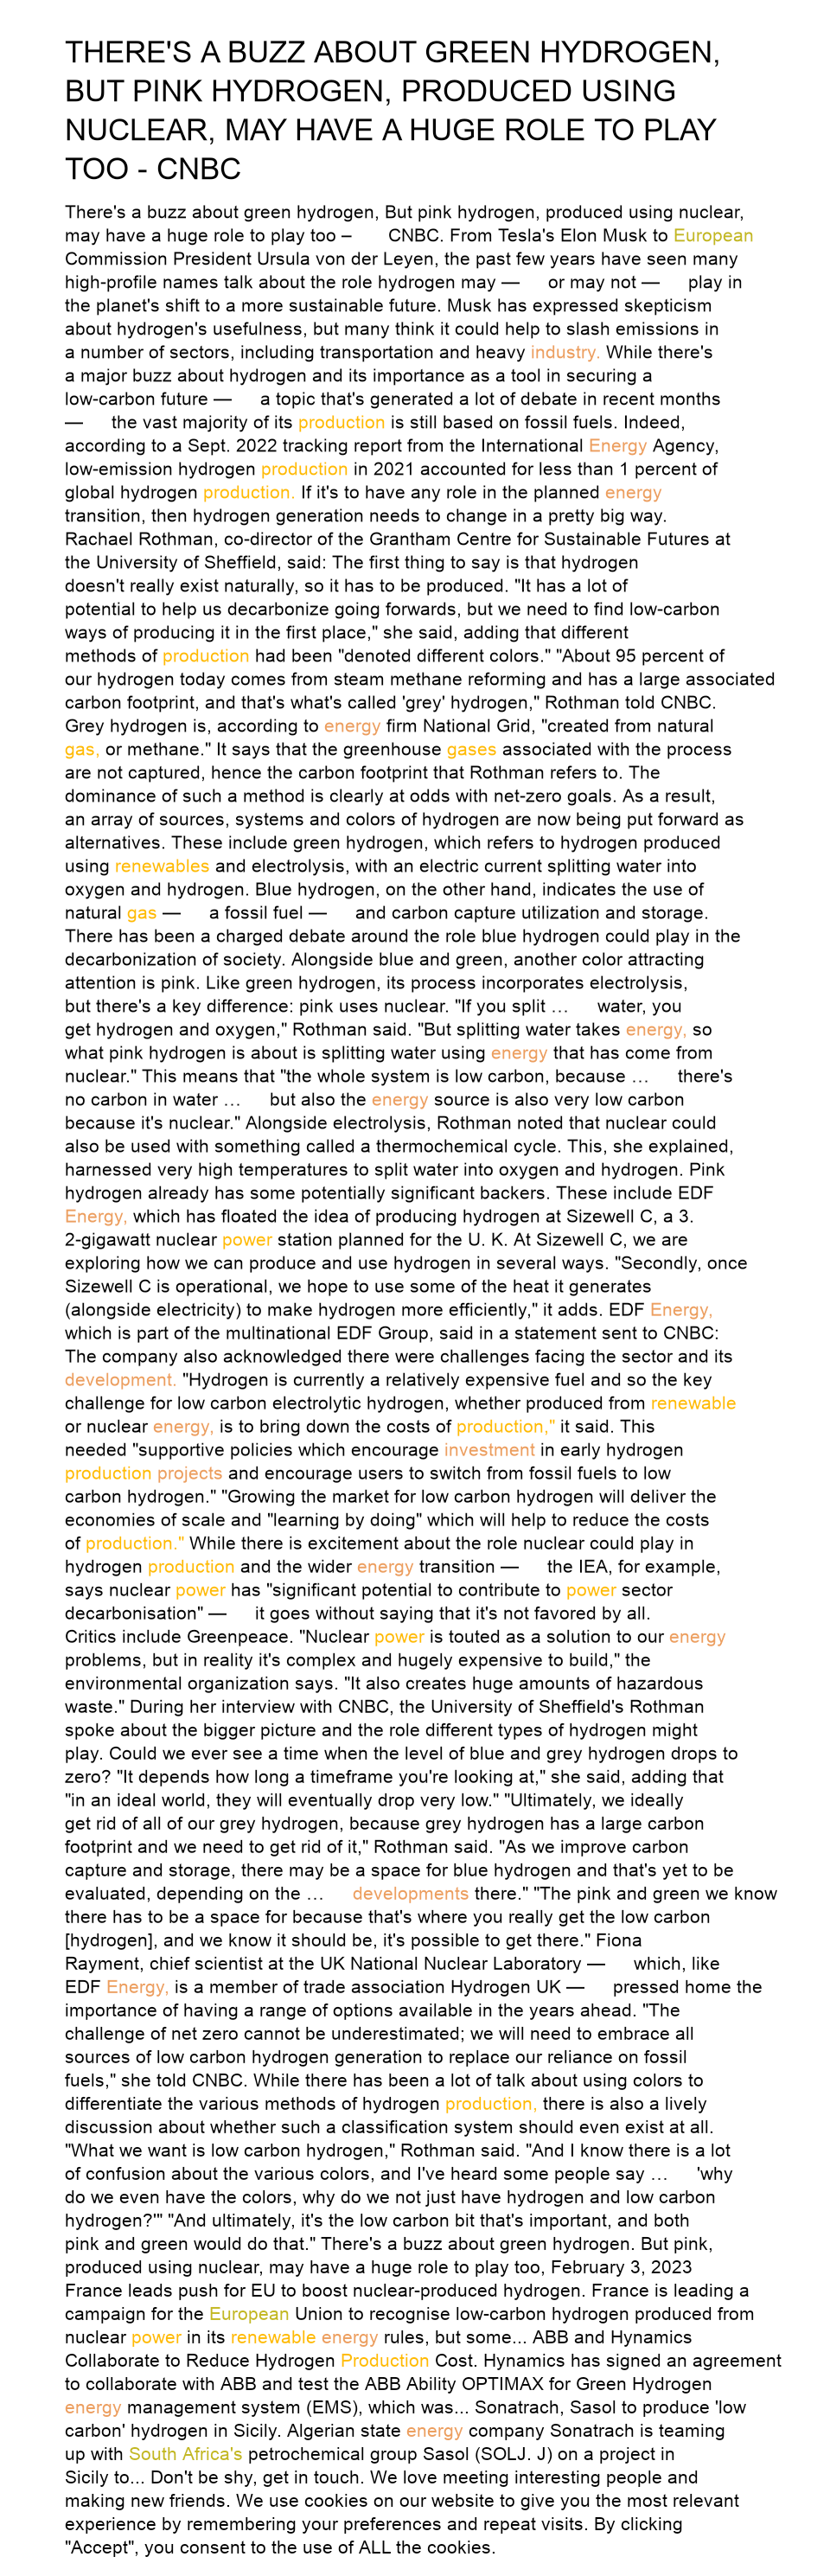 THERE'S A BUZZ ABOUT GREEN HYDROGEN,
BUT PINK HYDROGEN, PRODUCED USING
NUCLEAR, MAY HAVE A HUGE ROLE TO PLAY
TOO - CNBC
There's a buzz about green hydrogen, But pink hydrogen, produced using nuclear,
may have a huge role to play too – CNBC. From Tesla's Elon Musk to European
Commission President Ursula von der Leyen, the past few years have seen many
high-profile names talk about the role hydrogen may — or may not — play in
the planet's shift to a more sustainable future. Musk has expressed skepticism
about hydrogen's usefulness, but many think it could help to slash emissions in
a number of sectors, including transportation and heavy industry. While there's
a major buzz about hydrogen and its importance as a tool in securing a
low-carbon future — a topic that's generated a lot of debate in recent months
— the vast majority of its production is still based on fossil fuels. Indeed,
according to a Sept. 2022 tracking report from the International Energy Agency,
low-emission hydrogen production in 2021 accounted for less than 1 percent of
global hydrogen production. If it's to have any role in the planned energy
transition, then hydrogen generation needs to change in a pretty big way.
Rachael Rothman, co-director of the Grantham Centre for Sustainable Futures at
the University of Sheffield, said: The first thing to say is that hydrogen
doesn't really exist naturally, so it has to be produced. "It has a lot of
potential to help us decarbonize going forwards, but we need to find low-carbon
ways of producing it in the first place," she said, adding that different
methods of production had been "denoted different colors." "About 95 percent of
our hydrogen today comes from steam methane reforming and has a large associated
carbon footprint, and that's what's called 'grey' hydrogen," Rothman told CNBC.
Grey hydrogen is, according to energy firm National Grid, "created from natural
gas, or methane." It says that the greenhouse gases associated with the process
are not captured, hence the carbon footprint that Rothman refers to. The
dominance of such a method is clearly at odds with net-zero goals. As a result,
an array of sources, systems and colors of hydrogen are now being put forward as
alternatives. These include green hydrogen, which refers to hydrogen produced
using renewables and electrolysis, with an electric current splitting water into
oxygen and hydrogen. Blue hydrogen, on the other hand, indicates the use of
natural gas — a fossil fuel — and carbon capture utilization and storage.
There has been a charged debate around the role blue hydrogen could play in the
decarbonization of society. Alongside blue and green, another color attracting
attention is pink. Like green hydrogen, its process incorporates electrolysis,
but there's a key difference: pink uses nuclear. "If you split … water, you
get hydrogen and oxygen," Rothman said. "But splitting water takes energy, so
what pink hydrogen is about is splitting water using energy that has come from
nuclear." This means that "the whole system is low carbon, because … there's
no carbon in water … but also the energy source is also very low carbon
because it's nuclear." Alongside electrolysis, Rothman noted that nuclear could
also be used with something called a thermochemical cycle. This, she explained,
harnessed very high temperatures to split water into oxygen and hydrogen. Pink
hydrogen already has some potentially significant backers. These include EDF
Energy, which has floated the idea of producing hydrogen at Sizewell C, a 3.
2-gigawatt nuclear power station planned for the U. K. At Sizewell C, we are
exploring how we can produce and use hydrogen in several ways. "Secondly, once
Sizewell C is operational, we hope to use some of the heat it generates
(alongside electricity) to make hydrogen more efficiently," it adds. EDF Energy,
which is part of the multinational EDF Group, said in a statement sent to CNBC:
The company also acknowledged there were challenges facing the sector and its
development. "Hydrogen is currently a relatively expensive fuel and so the key
challenge for low carbon electrolytic hydrogen, whether produced from renewable
or nuclear energy, is to bring down the costs of production," it said. This
needed "supportive policies which encourage investment in early hydrogen
production projects and encourage users to switch from fossil fuels to low
carbon hydrogen." "Growing the market for low carbon hydrogen will deliver the
economies of scale and "learning by doing" which will help to reduce the costs
of production." While there is excitement about the role nuclear could play in
hydrogen production and the wider energy transition — the IEA, for example,
says nuclear power has "significant potential to contribute to power sector
decarbonisation" — it goes without saying that it's not favored by all.
Critics include Greenpeace. "Nuclear power is touted as a solution to our energy
problems, but in reality it's complex and hugely expensive to build," the
environmental organization says. "It also creates huge amounts of hazardous
waste." During her interview with CNBC, the University of Sheffield's Rothman
spoke about the bigger picture and the role different types of hydrogen might
play. Could we ever see a time when the level of blue and grey hydrogen drops to
zero? "It depends how long a timeframe you're looking at," she said, adding that
"in an ideal world, they will eventually drop very low." "Ultimately, we ideally
get rid of all of our grey hydrogen, because grey hydrogen has a large carbon
footprint and we need to get rid of it," Rothman said. "As we improve carbon
capture and storage, there may be a space for blue hydrogen and that's yet to be
evaluated, depending on the … developments there." "The pink and green we know
there has to be a space for because that's where you really get the low carbon
[hydrogen], and we know it should be, it's possible to get there." Fiona
Rayment, chief scientist at the UK National Nuclear Laboratory — which, like
EDF Energy, is a member of trade association Hydrogen UK — pressed home the
importance of having a range of options available in the years ahead. "The
challenge of net zero cannot be underestimated; we will need to embrace all
sources of low carbon hydrogen generation to replace our reliance on fossil
fuels," she told CNBC. While there has been a lot of talk about using colors to
differentiate the various methods of hydrogen production, there is also a lively
discussion about whether such a classification system should even exist at all.
"What we want is low carbon hydrogen," Rothman said. "And I know there is a lot
of confusion about the various colors, and I've heard some people say … 'why
do we even have the colors, why do we not just have hydrogen and low carbon
hydrogen?'" "And ultimately, it's the low carbon bit that's important, and both
pink and green would do that." There's a buzz about green hydrogen. But pink,
produced using nuclear, may have a huge role to play too, February 3, 2023
France leads push for EU to boost nuclear-produced hydrogen. France is leading a
campaign for the European Union to recognise low-carbon hydrogen produced from
nuclear power in its renewable energy rules, but some... ABB and Hynamics
Collaborate to Reduce Hydrogen Production Cost. Hynamics has signed an agreement
to collaborate with ABB and test the ABB Ability OPTIMAX for Green Hydrogen
energy management system (EMS), which was... Sonatrach, Sasol to produce 'low
carbon' hydrogen in Sicily. Algerian state energy company Sonatrach is teaming
up with South Africa's petrochemical group Sasol (SOLJ. J) on a project in
Sicily to... Don't be shy, get in touch. We love meeting interesting people and
making new friends. We use cookies on our website to give you the most relevant
experience by remembering your preferences and repeat visits. By clicking
"Accept", you consent to the use of ALL the cookies.